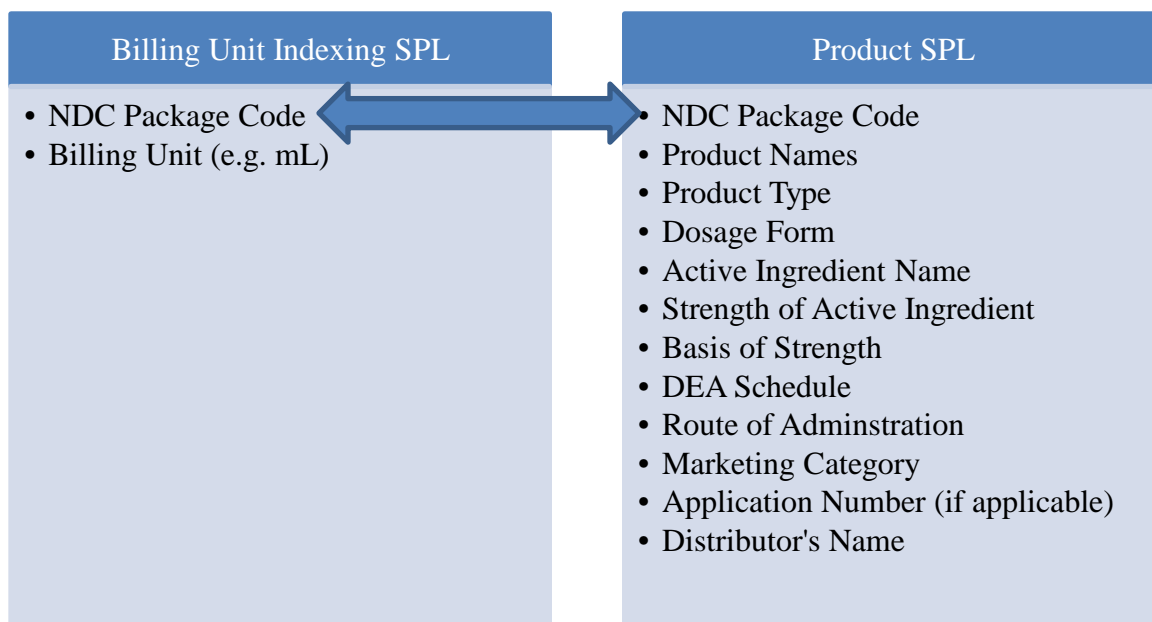 Billing Unit Indexing SPL
• NDC Package Code
• Billing Unit (e.g. mL)
Product SPL
• NDC Package Code
• Product Names
• Product Type
• Dosage Form
• Active Ingredient Name
• Strength of Active Ingredient
• Basis of Strength
• DEA Schedule
• Route of Adminstration
• Marketing Category
• Application Number (if applicable)
• Distributor's Name